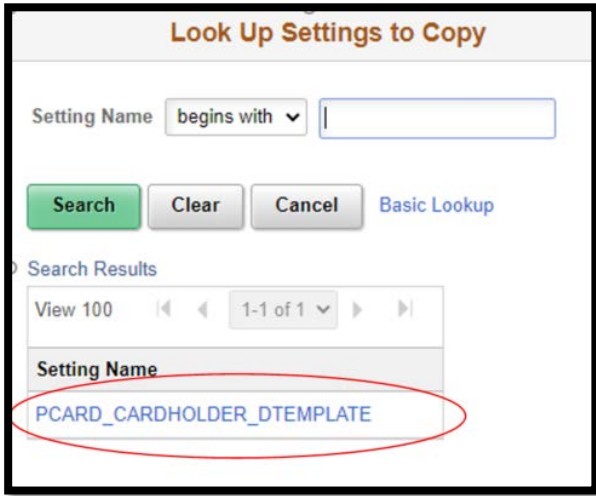 Look Up Settings to Copy
Setting Name begins with
Search Clear Cancel Basic Lookup
Search Results
View 100 1-1 of 1
Setting Name
PCARD_CARDHOLDER_DTEMPLATE